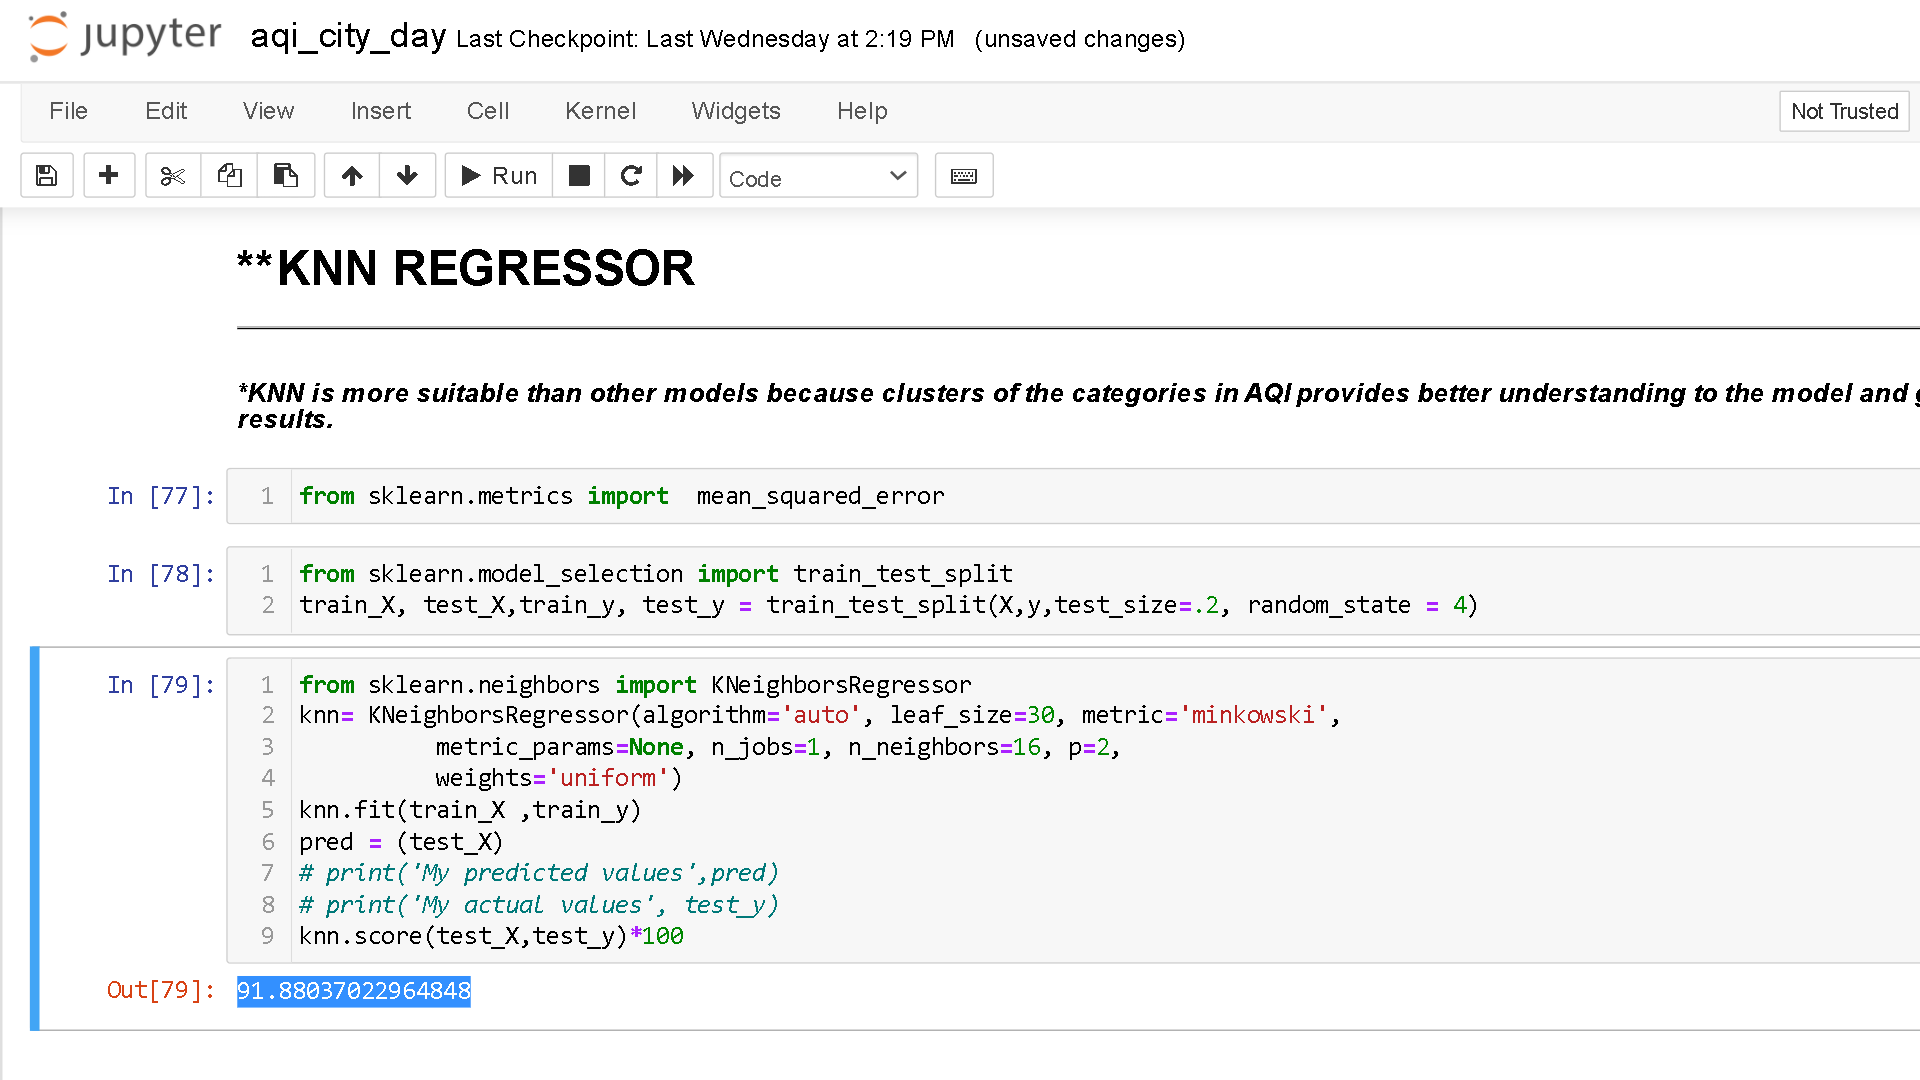 jupyter aqi_city_day Last Checkpoint: Last Wednesday at 2:19 PM (unsaved changes)
File Edit View Insert Cell Kernel Widgets Help Not Trusted
Run Code
**KNN REGRESSOR
*KNN is more suitable than other models because clusters of the categories in AQI provides better understanding to the model and
results.
In [77]: 1 from sklearn.metrics import  mean_squared_error
In [78]: 1 from sklearn.model_selection import train_test_split
2 train_X, test_X,train_y, test_y = train_test_split(X,y,test_size=.2, random_state = 4)
In [79]: 1 from sklearn.neighbors import KNeighborsRegressor
2 knn= KNeighborsRegressor(algorithm='auto', leaf_size=30, metric='minkowski',
3           metric_params=None, n_jobs=1, n_neighbors=16, p=2,
4           weights='uniform')
5 knn.fit(train_X ,train_y)
6 pred = (test_X)
7 # print('My predicted values',pred)
8 # print('My actual values', test_y)
9 knn.score(test_X,test_y)*100
Out[79]: 91.88037022964848